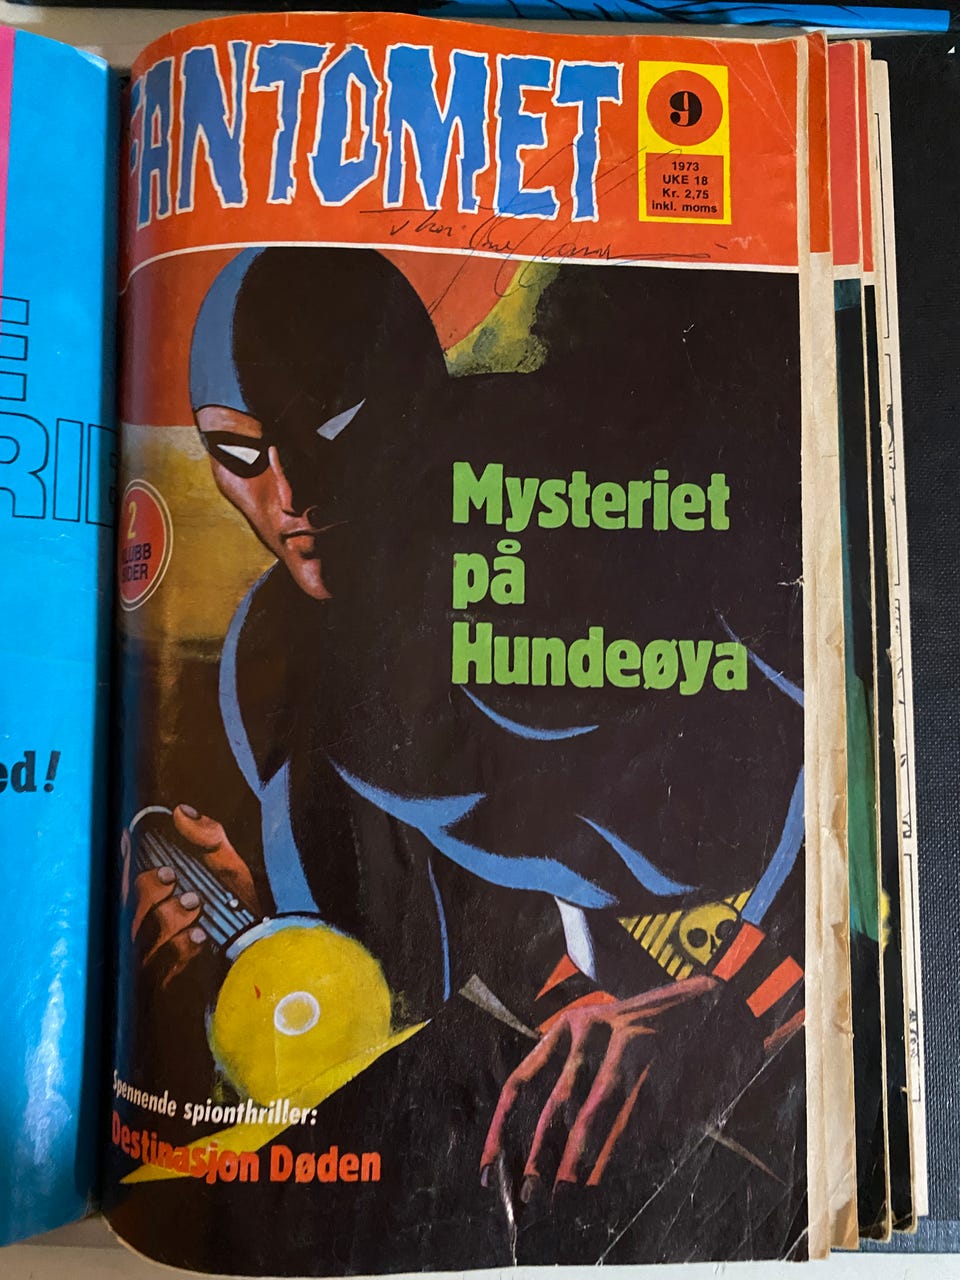 FANTOMET
9
1973
UKE 18
Kr. 2,75
inkl. moms
Mysteriet
på
Hundeøya
2
KLUBB
SIDER
ed!
Spennende spionthriller:
Destinasjon Døden